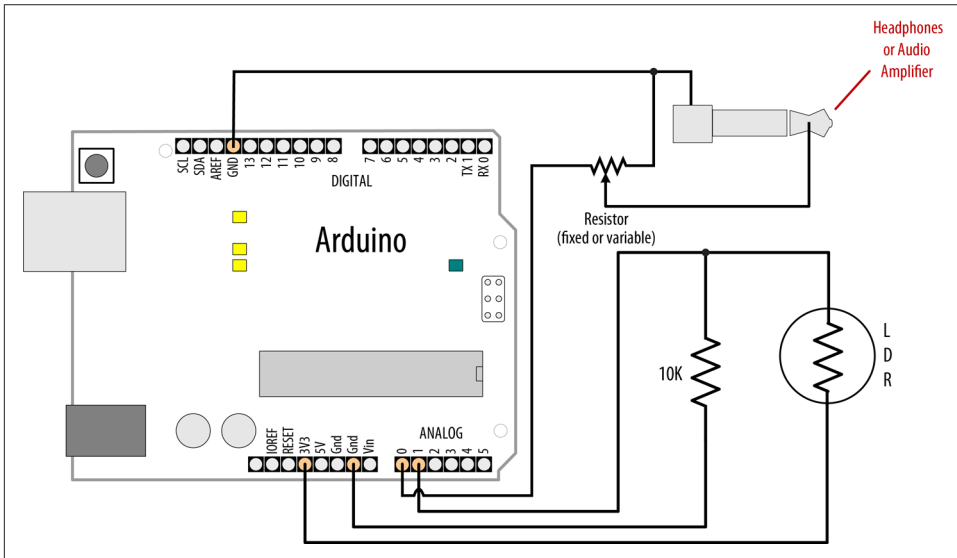 Headphones
or Audio
Amplifier
SCL
SDA
AREF
GND
13
12
11
10
9
8
7
6
5
4
3
2
TX 1
RX 0
DIGITAL
Resistor
(fixed or variable)
Arduino
10K
L
D
R
ANALOG
IOREF
RESET
3V3
5V
Gnd
Gnd
Vin
0
1
2
3
4
5